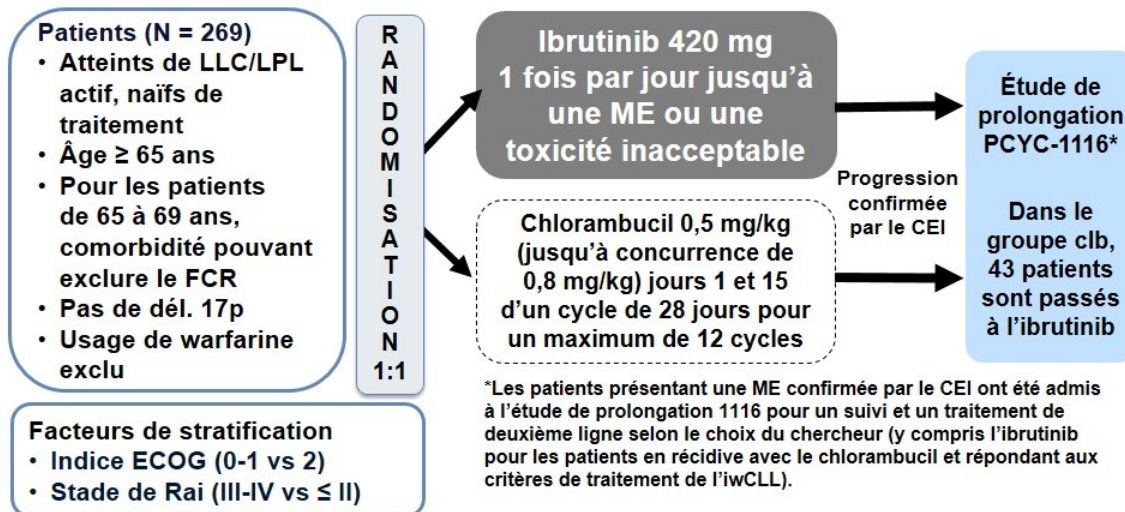 Patients (N = 269)
• Atteints de LLC/LPL
actif, naïfs de
traitement
• Âge ≥ 65 ans
• Pour les patients
de 65 à 69 ans,
comorbidité pouvant
exclure le FCR
• Pas de dél. 17p
• Usage de warfarine
exclu
Facteurs de stratification
• Indice ECOG (0-1 vs 2)
• Stade de Rai (III-IV vs ≤ II)
R
A
N
D
O
M
I
S
A
T
I
O
N
1:1
Ibrutinib 420 mg
1 fois par jour jusqu’à
une ME ou une
toxicité inacceptable
Chlorambucil 0,5 mg/kg
(jusqu’à concurrence de
0,8 mg/kg) jours 1 et 15
d’un cycle de 28 jours pour
un maximum de 12 cycles
Progression
confirmée
par le CEI
Étude de
prolongation
PCYC-1116*
Dans le
groupe clb,
43 patients
sont passés
à l’ibrutinib
*Les patients présentant une ME confirmée par le CEI ont été admis
à l’étude de prolongation 1116 pour un suivi et un traitement de
deuxième ligne selon le choix du chercheur (y compris l’ibrutinib
pour les patients en récidive avec le chlorambucil et répondant aux
critères de traitement de l’iwCLL).